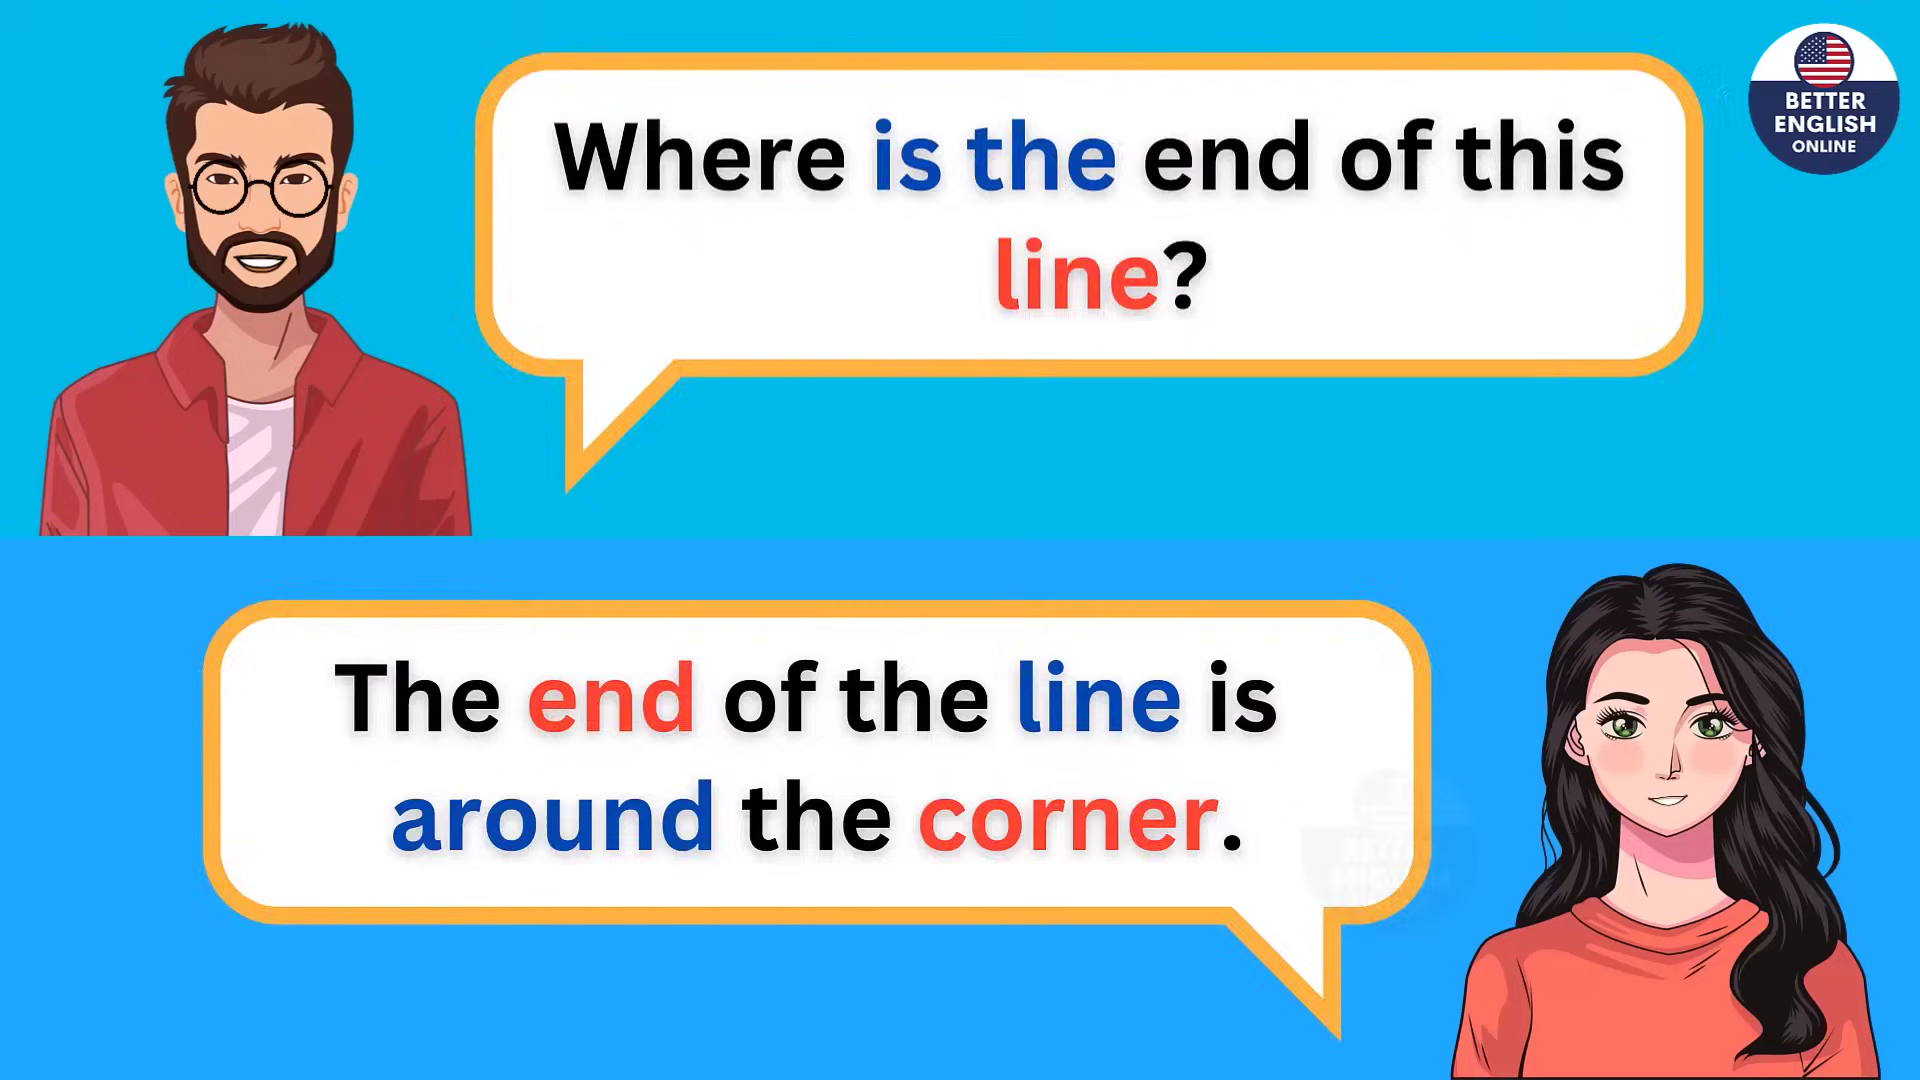 BETTER
ENGLISH
ONLINE
Where is the end of this
line?
The end of the line is
around the corner.